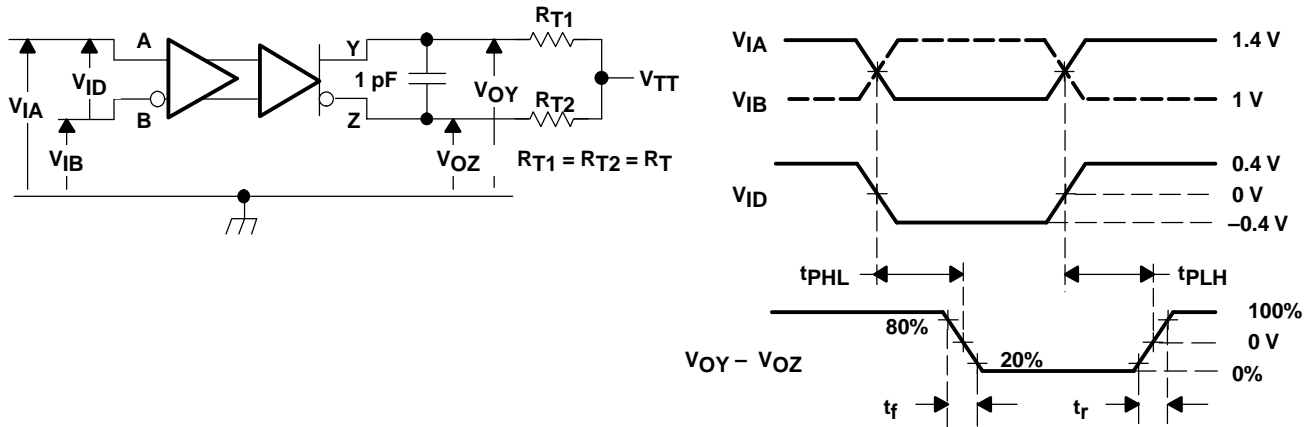 A
B
VIA
VID
VIB
Y
Z
1 pF
VOY
VOZ
RT1
RT2
VTT
RT1 = RT2 = RT
VIA
1.4 V
VIB
1 V
VID
0.4 V
0 V
–0.4 V
tPHL
tPLH
VOY – VOZ
80%
20%
100%
0 V
0%
tf
tr